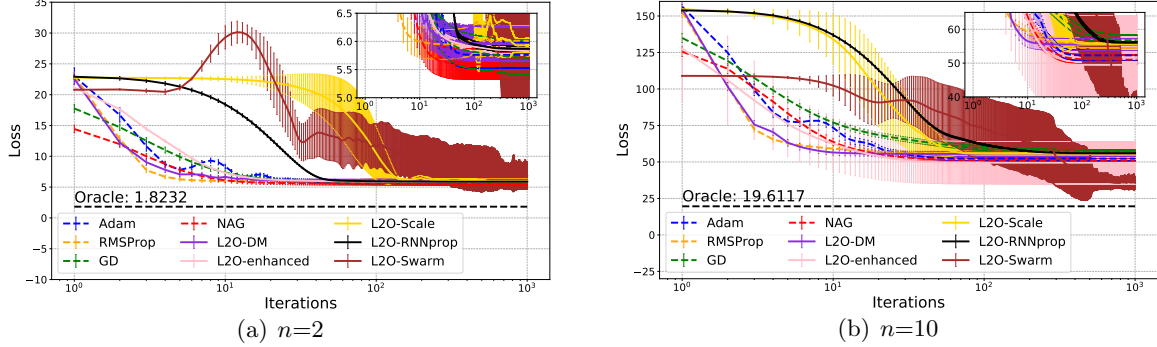 35
30
25
20
15
10
5
0
−5
−10
Loss
6.5
6.0
5.5
5.0
10^0 10^1 10^2 10^3
Oracle: 1.8232
Adam
RMSProp
GD
NAG
L2O-DM
L2O-enhanced
L2O-Scale
L2O-RNNprop
L2O-Swarm
10^0 10^1 10^2 10^3
Iterations
(a) n=2
150
125
100
75
50
25
0
−25
Loss
60
50
40
10^0 10^1 10^2 10^3
Oracle: 19.6117
Adam
RMSProp
GD
NAG
L2O-DM
L2O-enhanced
L2O-Scale
L2O-RNNprop
L2O-Swarm
10^0 10^1 10^2 10^3
Iterations
(b) n=10